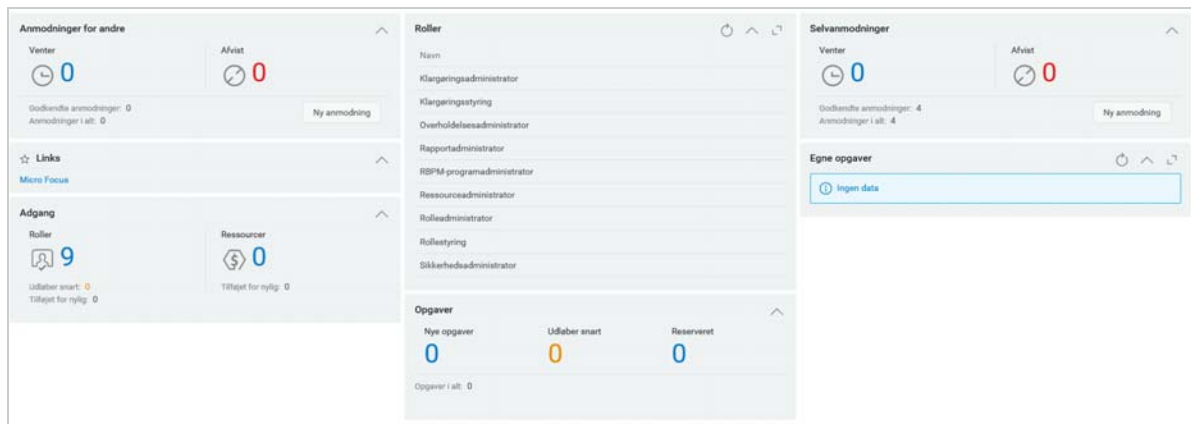 Anmodninger for andre
Venter
Afvist
0
0
Godkendte anmodninger: 0
Anmodninger i alt: 0
Ny anmodning
Links
Micro Focus
Adgang
Roller
Ressourcer
9
0
Udløber snart: 0
Tilføjet for nylig: 0
Tilføjet for nylig: 0
Roller
Navn
Klargøringsadministrator
Klargøringsstyring
Overholdelsesadministrator
Rapportadministrator
RBPM-programadministrator
Ressourceadministrator
Rolleadministrator
Rollestyring
Sikkerhedsadministrator
Opgaver
Nye opgaver
Udløber snart
Reserveret
0
0
0
Opgaver i alt: 0
Selvanmodninger
Venter
Afvist
0
0
Godkendte anmodninger: 4
Anmodninger i alt: 4
Ny anmodning
Egne opgaver
Ingen data